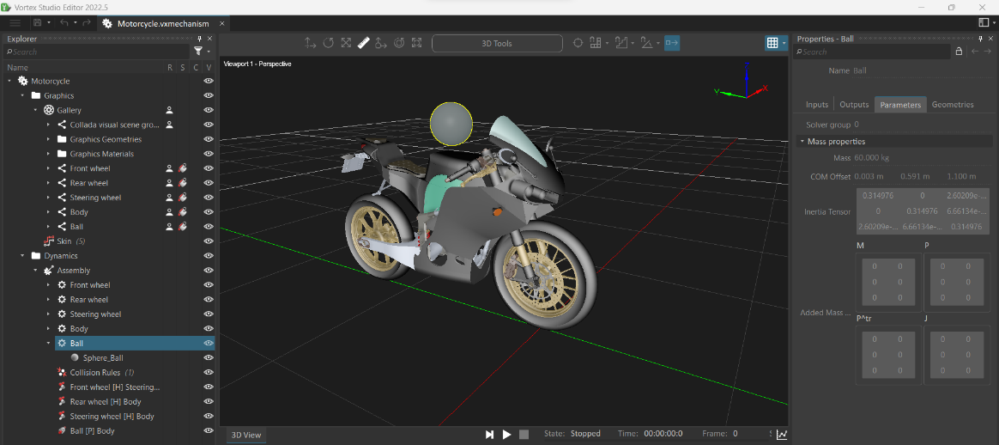 Vortex Studio Editor 2022.5
Motorcycle.vxmechanism
Explorer
Search
Name R S C V
Motorcycle
Graphics
Gallery
Collada visual scene gro...
Graphics Geometries
Graphics Materials
Front wheel
Rear wheel
Steering wheel
Body
Ball
Skin (5)
Dynamics
Assembly
Front wheel
Rear wheel
Steering wheel
Body
Ball
Sphere_Ball
Collision Rules (1)
Front wheel [H] Steering...
Rear wheel [H] Body
Steering wheel [H] Body
Ball [P] Body
3D Tools
Viewport 1 - Perspective
Z
Y X
3D View
State: Stopped Time: 00:00:00:0 Frame: 0
Properties - Ball
Search
Name Ball
Inputs Outputs Parameters Geometries
Solver group 0
Mass properties
Mass 60.000 kg
COM Offset 0.003 m 0.591 m 1.100 m
Inertia Tensor
0.314976 0 2.60209e-...
0 0.314976 6.66134e-...
2.60209e-... 6.66134e-... 0.314976
Added Mass ...
M P
0 0 0 0
0 0 0 0
0 0 0 0
P^tr J
0 0 0 0
0 0 0 0
0 0 0 0